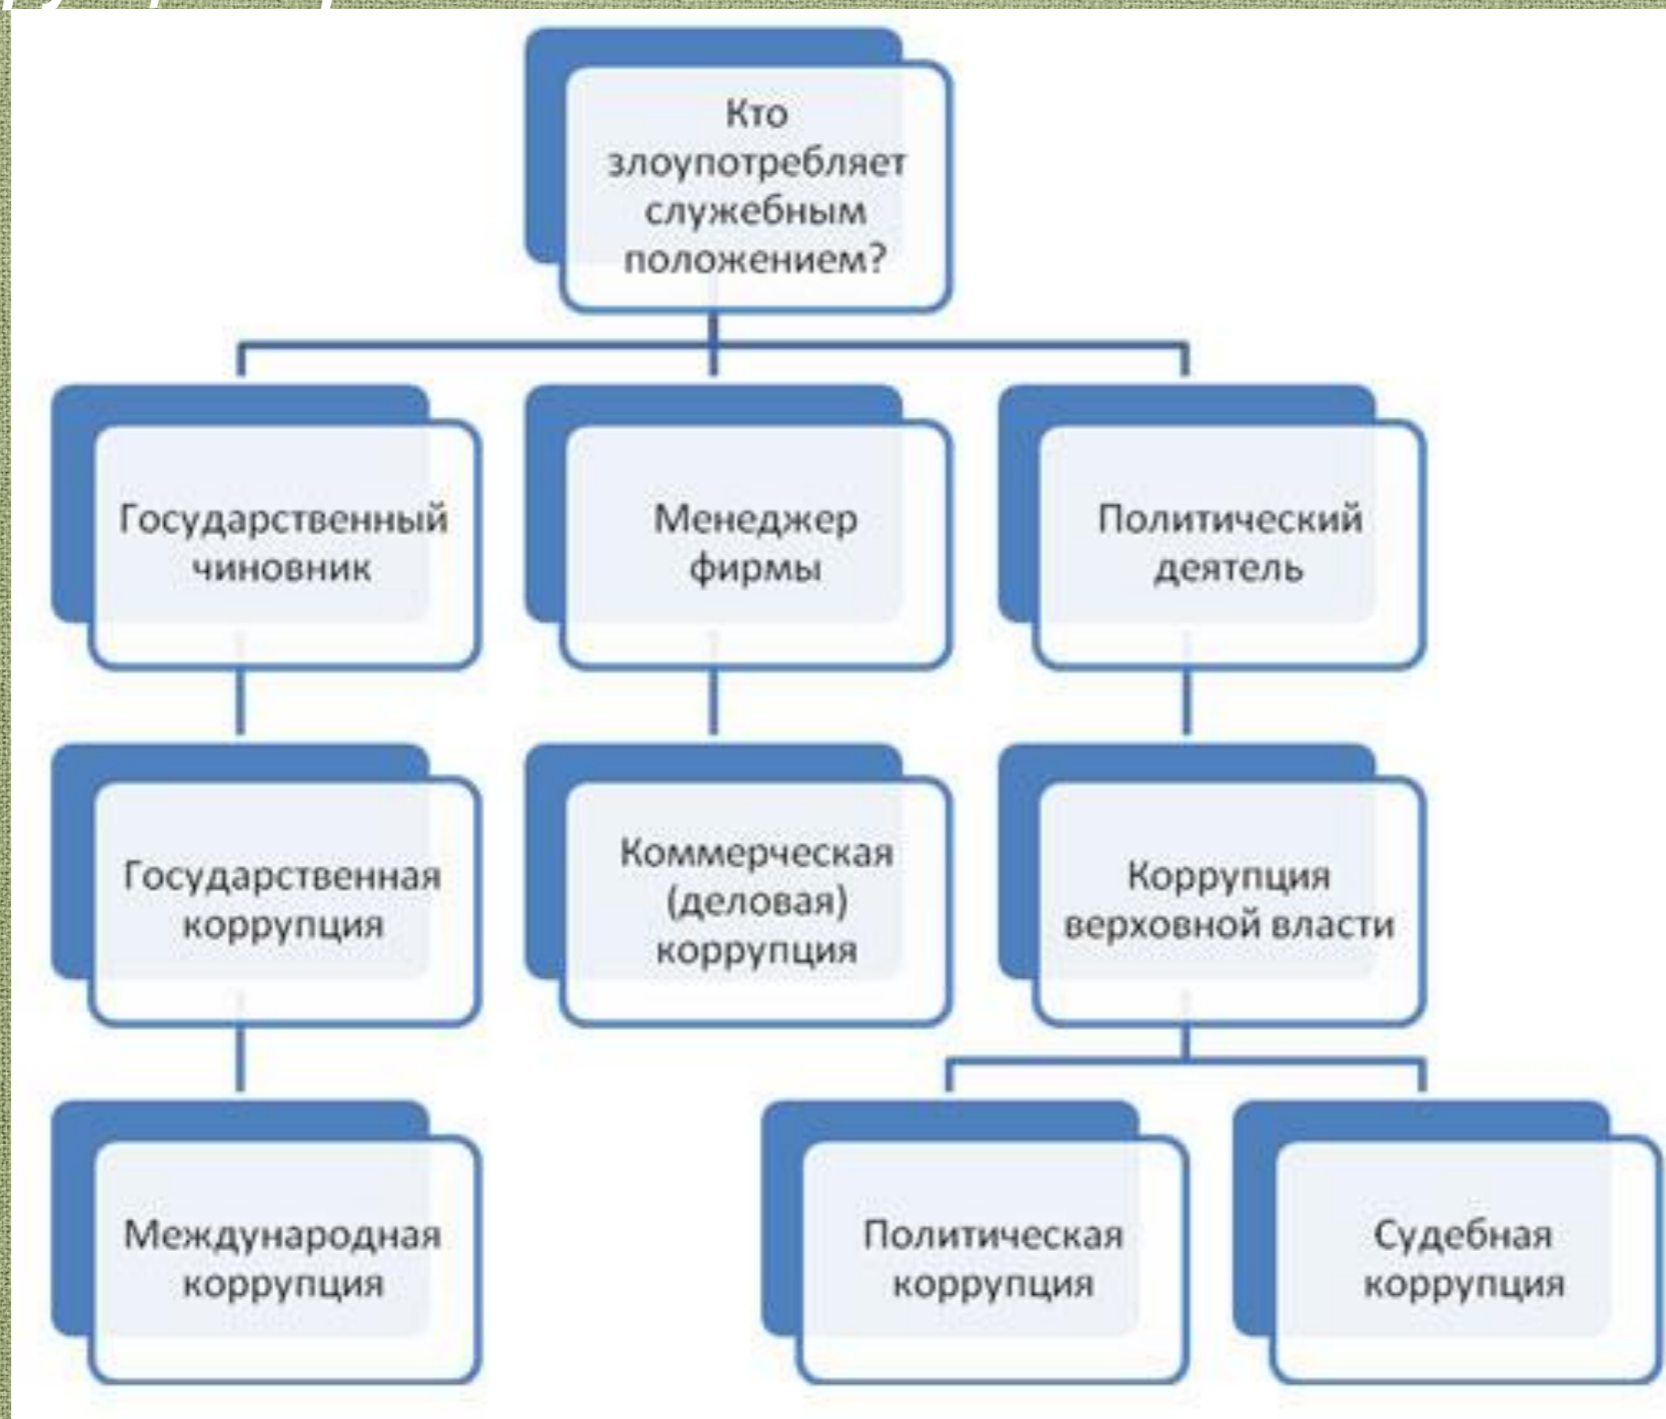 Кто
злоупотребляет
служебным
положением?
Государственный
чиновник
Менеджер
фирмы
Политический
деятель
Государственная
коррупция
Коммерческая
(деловая)
коррупция
Коррупция
верховной власти
Международная
коррупция
Политическая
коррупция
Судебная
коррупция